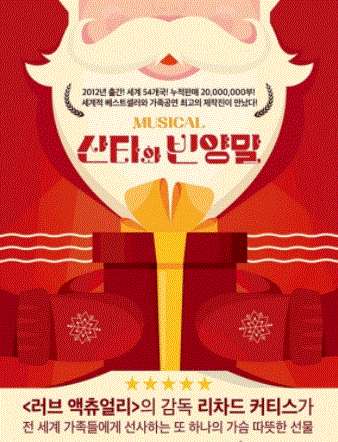 2012년 출간! 세계 54개국! 누적판매 20,000,000부!
세계적 베스트셀러와 가족공연 최고의 제작진이 만났다!
MUSICAL
산타와 빈양말
<러브 액츄얼리>의 감독 리차드 커티스가
전 세계 가족들에게 선사하는 또 하나의 가슴 따뜻한 선물